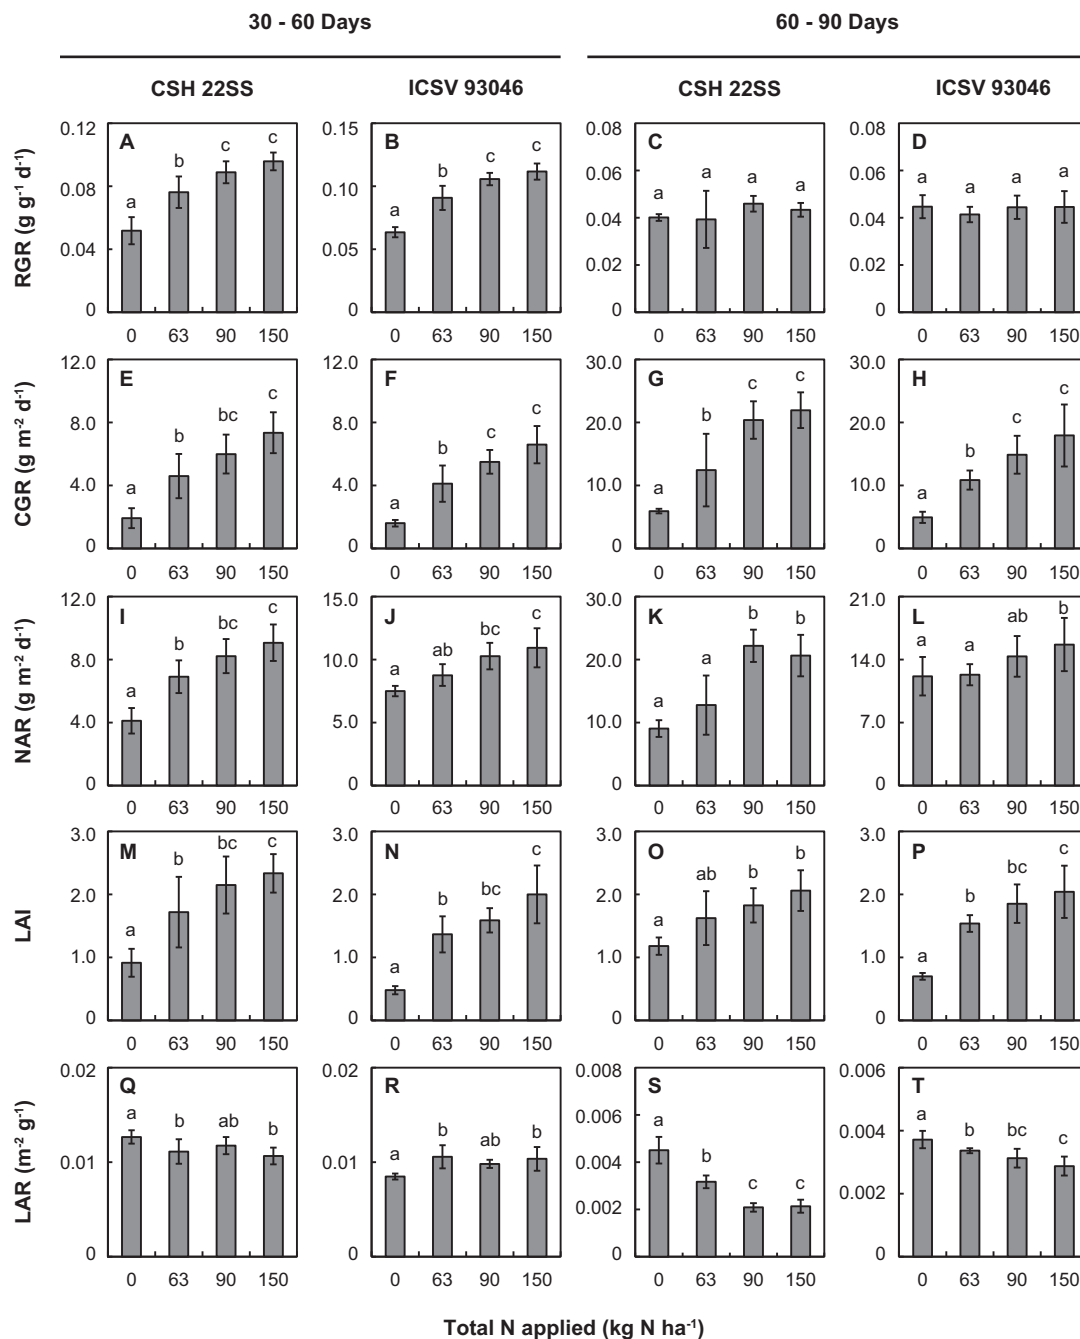 30 - 60 Days 60 - 90 Days
CSH 22SS ICSV 93046 CSH 22SS ICSV 93046
RGR (g g⁻¹ d⁻¹)
A
0.12
0.08
0.04
0
a b c c
0 63 90 150
B
0.15
0.10
0.05
0
a b c c
0 63 90 150
C
0.08
0.06
0.04
0.02
0
a a a a
0 63 90 150
D
0.08
0.06
0.04
0.02
0
a a a a
0 63 90 150
CGR (g m⁻² d⁻¹)
E
12.0
8.0
4.0
0
a b bc c
0 63 90 150
F
12.0
8.0
4.0
0
a b c c
0 63 90 150
G
30.0
20.0
10.0
0
a b c c
0 63 90 150
H
30.0
20.0
10.0
0
a b c c
0 63 90 150
NAR (g m⁻² d⁻¹)
I
12.0
8.0
4.0
0
a b bc c
0 63 90 150
J
15.0
10.0
5.0
0
a ab bc c
0 63 90 150
K
30.0
20.0
10.0
0
a a b b
0 63 90 150
L
21.0
14.0
7.0
0
a a ab b
0 63 90 150
LAI
M
3.0
2.0
1.0
0
a b bc c
0 63 90 150
N
3.0
2.0
1.0
0
a b bc c
0 63 90 150
O
3.0
2.0
1.0
0
a ab b b
0 63 90 150
P
3.0
2.0
1.0
0
a b bc c
0 63 90 150
LAR (m⁻² g⁻¹)
Q
0.02
0.01
0
a b ab b
0 63 90 150
R
0.02
0.01
0
a b ab b
0 63 90 150
S
0.008
0.006
0.004
0.002
0
a b c c
0 63 90 150
T
0.006
0.004
0.002
0
a b bc c
0 63 90 150
Total N applied (kg N ha⁻¹)